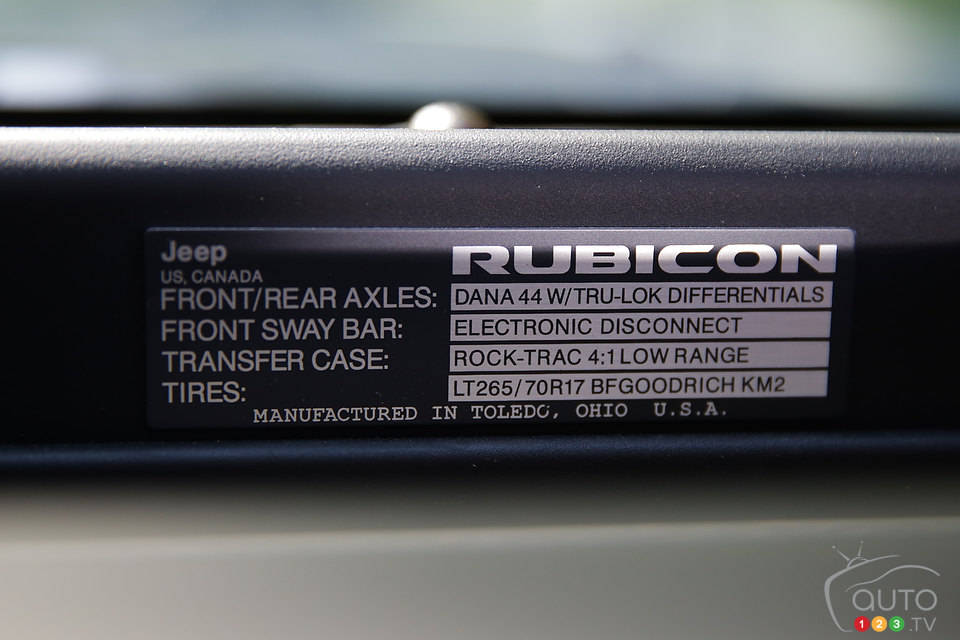 Jeep RUBICON
US, CANADA
FRONT/REAR AXLES: DANA 44 W/TRU-LOK DIFFERENTIALS
FRONT SWAY BAR: ELECTRONIC DISCONNECT
TRANSFER CASE: ROCK-TRAC 4:1 LOW RANGE
TIRES: LT265/70R17 BFGOODRICH KM2
MANUFACTURED IN TOLEDO, OHIO U.S.A.
AUTO
123.TV